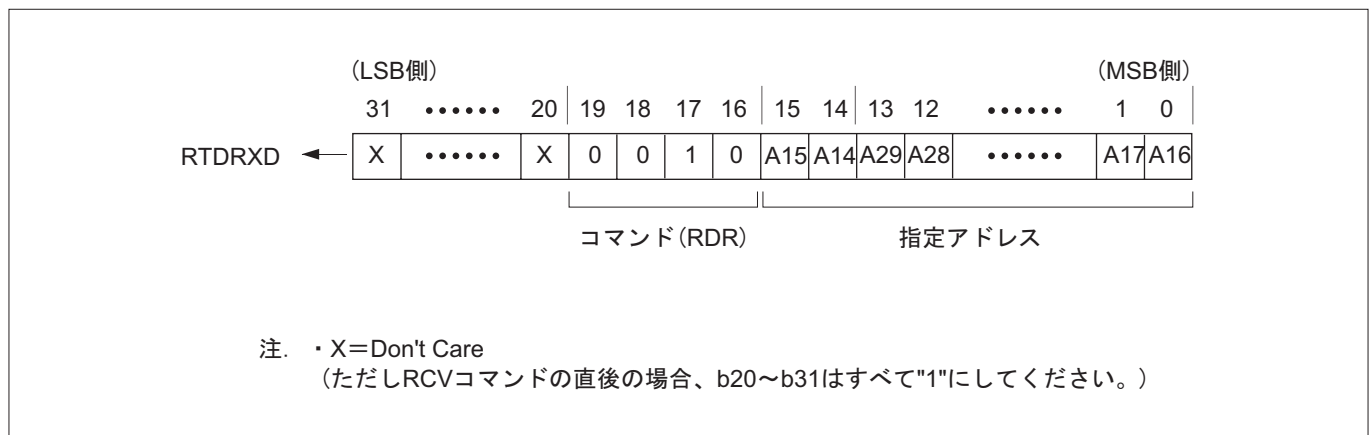 (LSB側) (MSB側)
31 •••••• 20 19 18 17 16 15 14 13 12 •••••• 1 0
RTDRXD X •••••• X 0 0 1 0 A15 A14 A29 A28 •••••• A17 A16
コマンド(RDR) 指定アドレス
注. ・X=Don't Care
(ただしRCVコマンドの直後の場合、b20~b31はすべて"1"にしてください。)